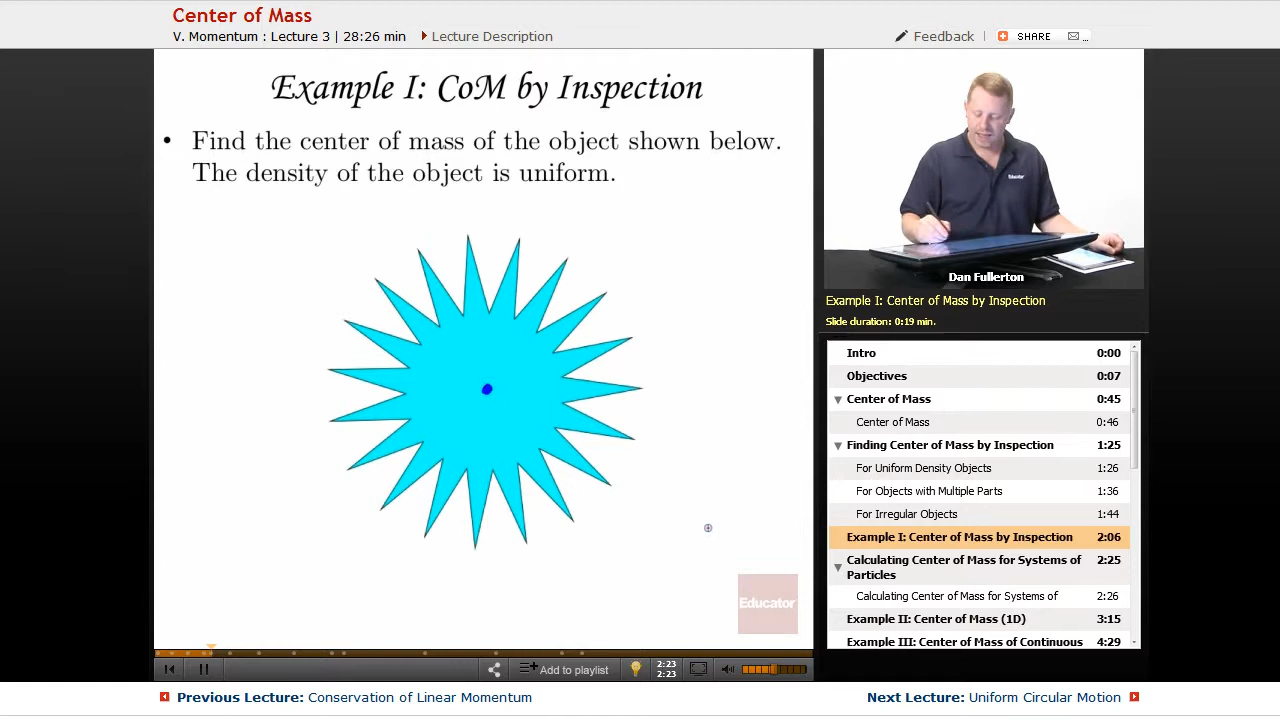 Center of Mass
V. Momentum : Lecture 3 | 28:26 min
Lecture Description
Feedback
SHARE
Example I: CoM by Inspection
• Find the center of mass of the object shown below.
The density of the object is uniform.
Educator
Educator
Dan Fullerton
Example I: Center of Mass by Inspection
Slide duration: 0:19 min.
Intro 0:00
Objectives 0:07
Center of Mass 0:45
Center of Mass 0:46
Finding Center of Mass by Inspection 1:25
For Uniform Density Objects 1:26
For Objects with Multiple Parts 1:36
For Irregular Objects 1:44
Example I: Center of Mass by Inspection 2:06
Calculating Center of Mass for Systems of 2:25
Particles
Calculating Center of Mass for Systems of 2:26
Example II: Center of Mass (1D) 3:15
Example III: Center of Mass of Continuous 4:29
Add to playlist
2:23
2:23
Previous Lecture: Conservation of Linear Momentum
Next Lecture: Uniform Circular Motion